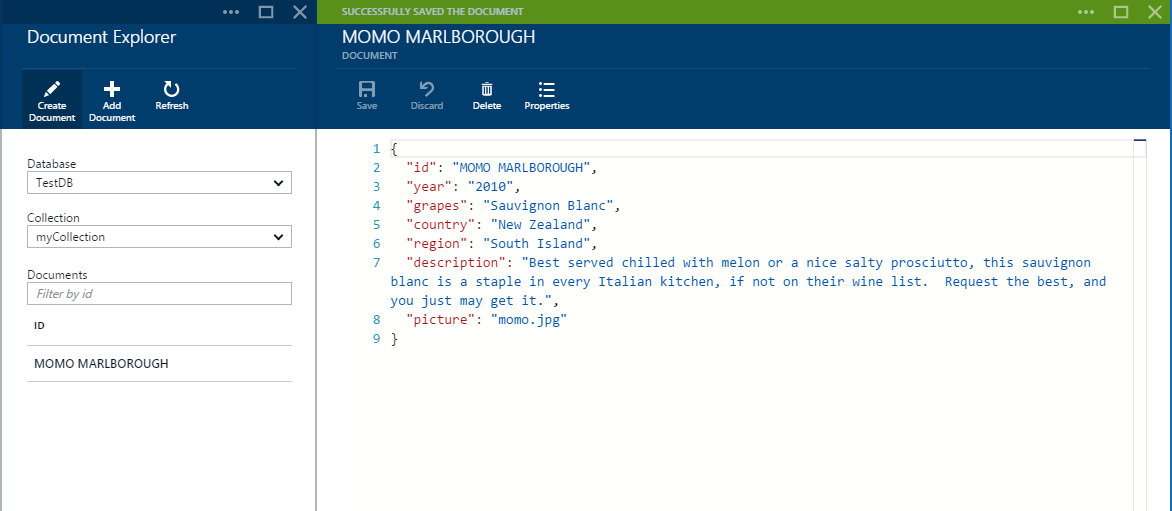 SUCCESSFULLY SAVED THE DOCUMENT
Document Explorer
MOMO MARLBOROUGH
DOCUMENT
Create Document
Add Document
Refresh
Save
Discard
Delete
Properties
Database
TestDB
Collection
myCollection
Documents
Filter by id
ID
MOMO MARLBOROUGH
1 {
2 "id": "MOMO MARLBOROUGH",
3 "year": "2010",
4 "grapes": "Sauvignon Blanc",
5 "country": "New Zealand",
6 "region": "South Island",
7 "description": "Best served chilled with melon or a nice salty prosciutto, this sauvignon
blanc is a staple in every Italian kitchen, if not on their wine list.  Request the best, and
you just may get it.",
8 "picture": "momo.jpg"
9 }